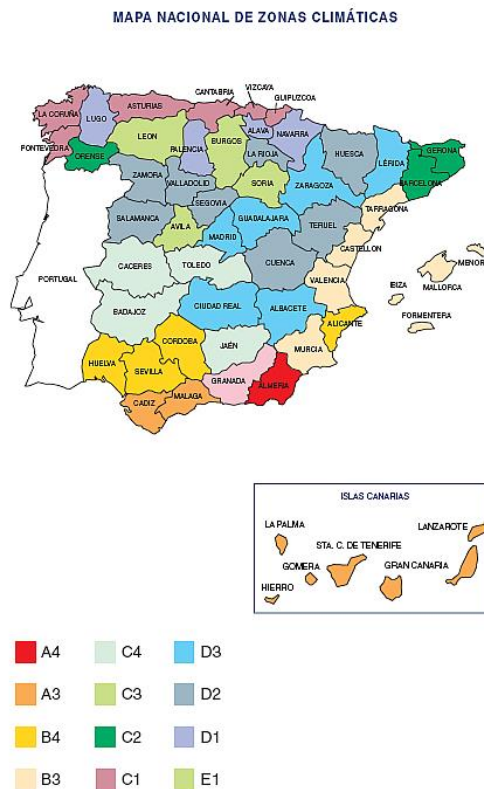 MAPA NACIONAL DE ZONAS CLIMÁTICAS
CANTABRIA
VIZCAYA
GUIPUZCOA
LA CORUÑA
LUGO
ASTURIAS
ALAVA
NAVARRA
PONTEVEDRA
ORENSE
LEON
PALENCIA
BURGOS
LA RIOJA
HUESCA
LÉRIDA
GERONA
BARCELONA
ZAMORA
VALLADOLID
SORIA
ZARAGOZA
TARRAGONA
SALAMANCA
SEGOVIA
AVILA
MADRID
GUADALAJARA
TERUEL
CASTELLON
MENOR
MALLORCA
IBIZA
FORMENTERA
PORTUGAL
CACERES
TOLEDO
CUENCA
VALENCIA
BADAJOZ
CIUDAD REAL
ALBACETE
ALICANTE
HUELVA
SEVILLA
CORDOBA
JAÉN
MURCIA
GRANADA
ALMERIA
CADIZ
MALAGA
ISLAS CANARIAS
LA PALMA
LANZAROTE
STA. C. DE TENERIFE
GOMERA
GRAN CANARIA
HIERRO
A4 C4 D3
A3 C3 D2
B4 C2 D1
B3 C1 E1